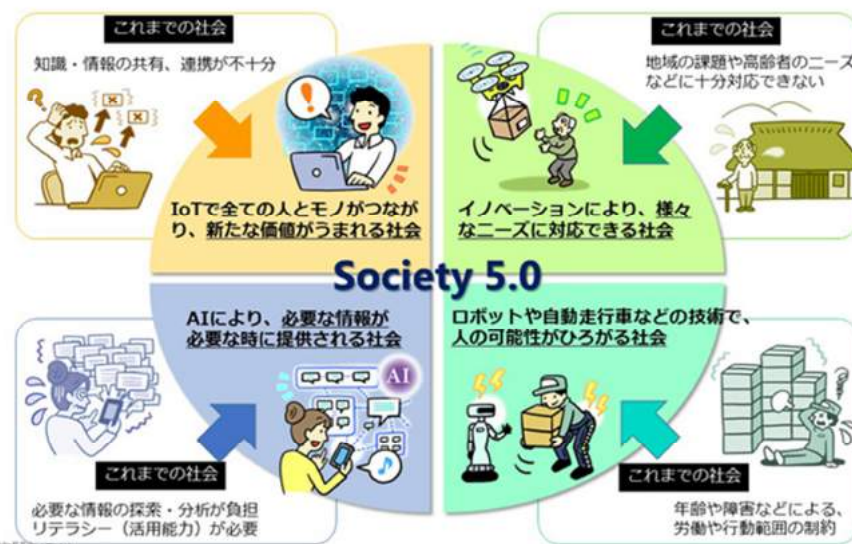 これまでの社会
知識・情報の共有、連携が不十分
これまでの社会
地域の課題や高齢者のニーズ
などに十分対応できない
IoTで全ての人とモノがつなが
り、新たな価値がうまれる社会
イノベーションにより、様々
なニーズに対応できる社会
Society 5.0
AIにより、必要な情報が
必要な時に提供される社会
AI
ロボットや自動走行車などの技術で、
人の可能性がひろがる社会
これまでの社会
必要な情報の探索・分析が負担
リテラシー（活用能力）が必要
これまでの社会
年齢や障害などによる、
労働や行動範囲の制約